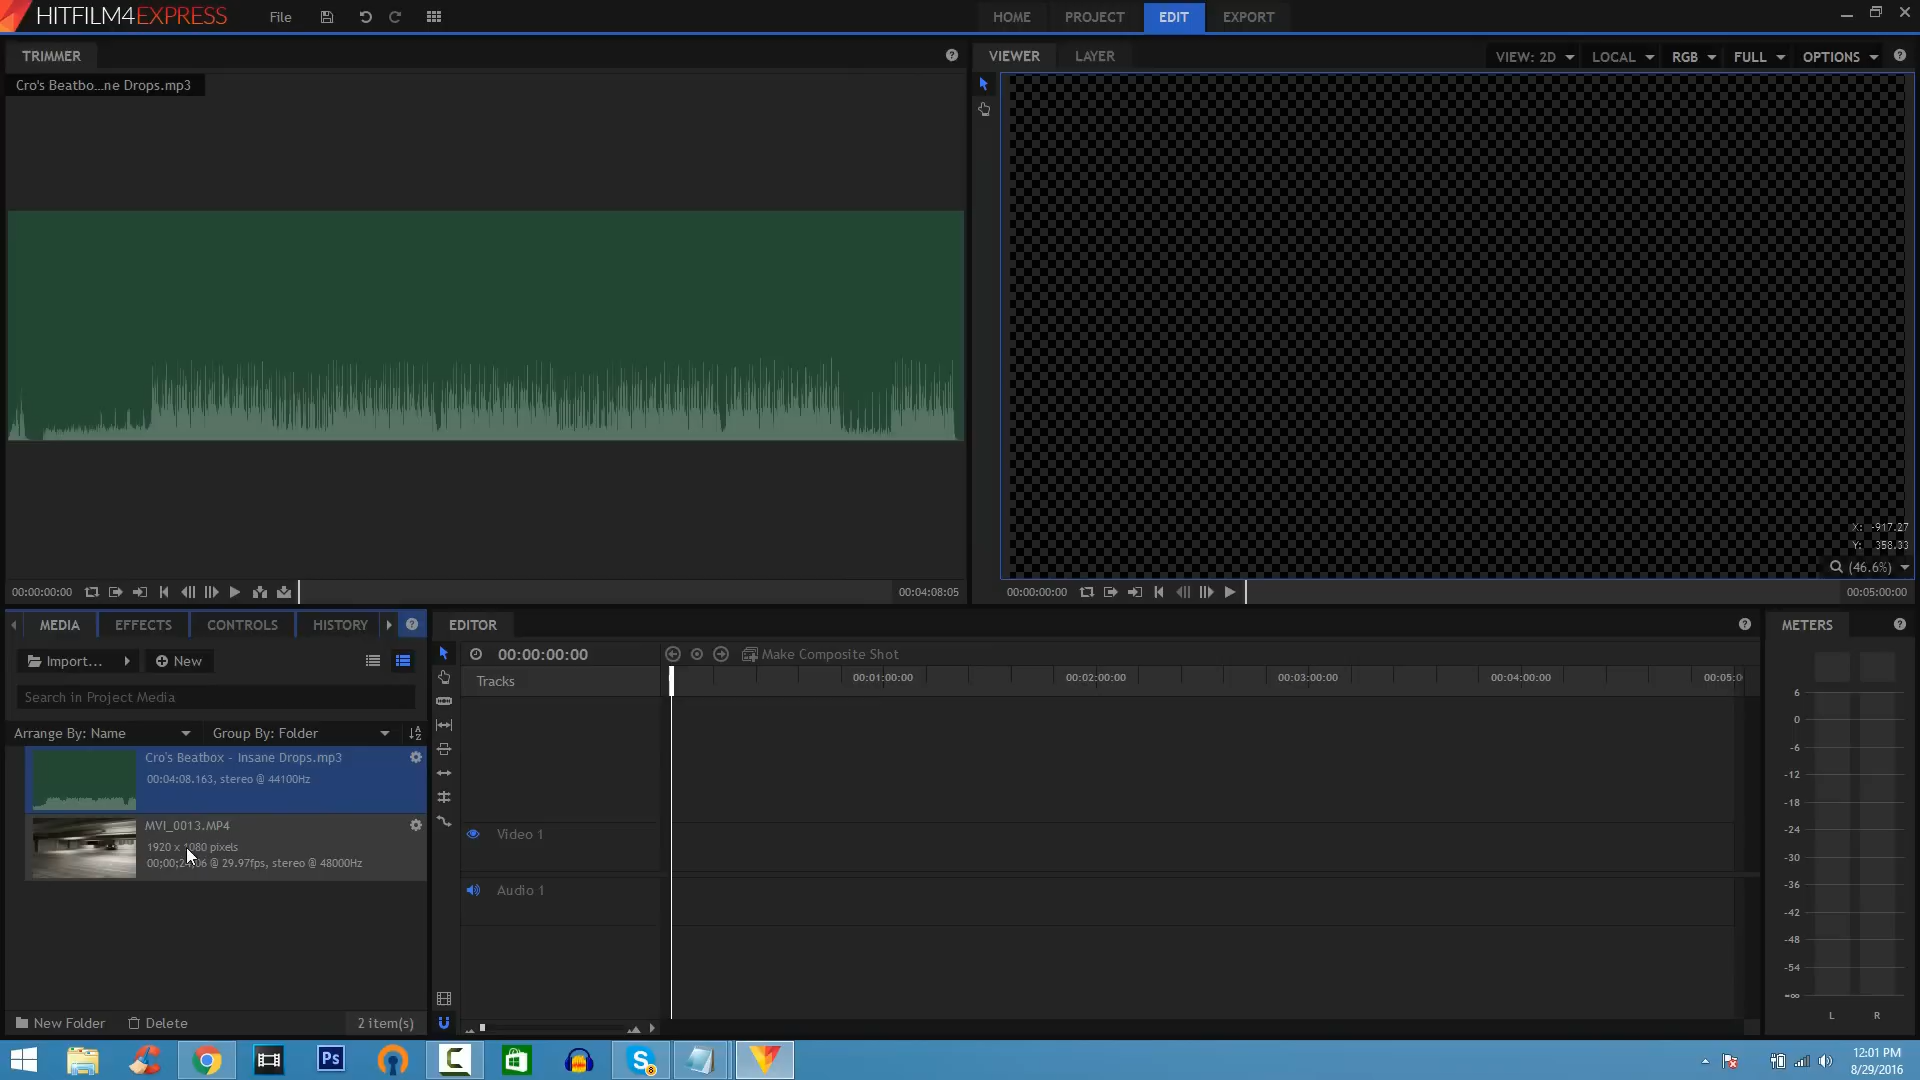 HITFILM4EXPRESS
File
HOME
PROJECT
EDIT
EXPORT
TRIMMER
VIEWER
LAYER
VIEW: 2D
LOCAL
RGB
FULL
OPTIONS
Cro's Beatbo...ne Drops.mp3
X: -917.27
Y: 358.33
(46.6%)
00:00:00:00
00:04:08:05
00:00:00:00
00:05:00:00
MEDIA
EFFECTS
CONTROLS
HISTORY
EDITOR
METERS
Import...
New
00:00:00:00
Make Composite Shot
Tracks
00:01:00:00
00:02:00:00
00:03:00:00
00:04:00:00
00:05:0
Search in Project Media
Arrange By: Name
Group By: Folder
Cro's Beatbox - Insane Drops.mp3
00:04:08.163, stereo @ 44100Hz
MVI_0013.MP4
1920 x 1080 pixels
@ 29.97fps, stereo @ 48000Hz
Video 1
Audio 1
6
0
-6
-12
-18
-24
-30
-36
-42
-48
-54
-∞
L
R
New Folder
Delete
2 item(s)
Ps
8
12:01 PM
8/29/2016